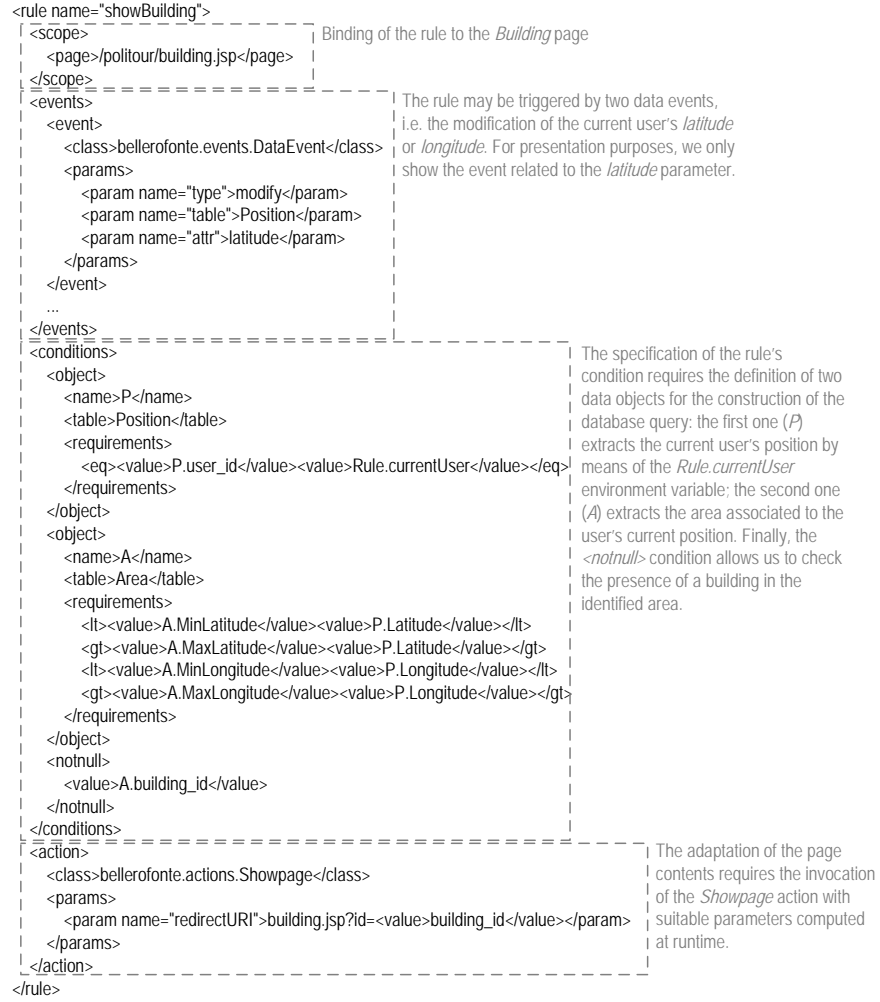 <rule name="showBuilding">
<scope>
<page>/politour/building.jsp</page>
</scope>
Binding of the rule to the Building page
<events>
<event>
<class>bellerofonte.events.DataEvent</class>
<params>
<param name="type">modify</param>
<param name="table">Position</param>
<param name="attr">latitude</param>
</params>
</event>
...
</events>
The rule may be triggered by two data events,
i.e. the modification of the current user's latitude
or longitude. For presentation purposes, we only
show the event related to the latitude parameter.
<conditions>
<object>
<name>P</name>
<table>Position</table>
<requirements>
<eq><value>P.user_id</value><value>Rule.currentUser</value></eq>
</requirements>
</object>
<object>
<name>A</name>
<table>Area</table>
<requirements>
<lt><value>A.MinLatitude</value><value>P.Latitude</value></lt>
<gt><value>A.MaxLatitude</value><value>P.Latitude</value></gt>
<lt><value>A.MinLongitude</value><value>P.Longitude</value></lt>
<gt><value>A.MaxLongitude</value><value>P.Longitude</value></gt>
</requirements>
</object>
<notnull>
<value>A.building_id</value>
</notnull>
</conditions>
The specification of the rule's
condition requires the definition of two
data objects for the construction of the
database query: the first one (P)
extracts the current user's position by
means of the Rule.currentUser
environment variable; the second one
(A) extracts the area associated to the
user's current position. Finally, the
<notnull> condition allows us to check
the presence of a building in the
identified area.
<action>
<class>bellerofonte.actions.Showpage</class>
<params>
<param name="redirectURI">building.jsp?id=<value>building_id</value></param>
</params>
</action>
The adaptation of the page
contents requires the invocation
of the Showpage action with
suitable parameters computed
at runtime.
</rule>